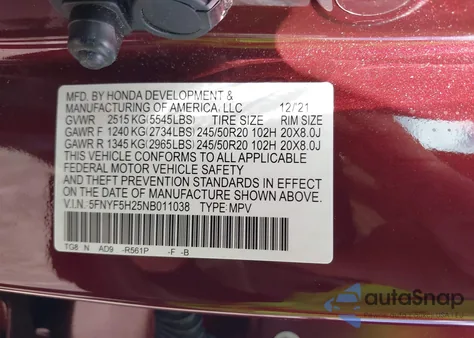 MFD. BY HONDA DEVELOPMENT &
MANUFACTURING OF AMERICA, LLC 12/21
GVWR 2515 KG(5545LBS) TIRE SIZE RIM SIZE
GAWR F 1240 KG(2734LBS) 245/50R20 102H 20X8.0J
GAWR R 1345 KG(2965LBS) 245/50R20 102H 20X8.0J
THIS VEHICLE CONFORMS TO ALL APPLICABLE
FEDERAL MOTOR VEHICLE SAFETY AND
THEFT PREVENTION STANDARDS IN EFFECT
ON THE DATE OF MANUFACTURE SHOWN ABOVE.
V.I.N.: 5FNYF5H25NB011038 TYPE: MPV
TG8 N AD9 -R561P -F -B
autoSnap